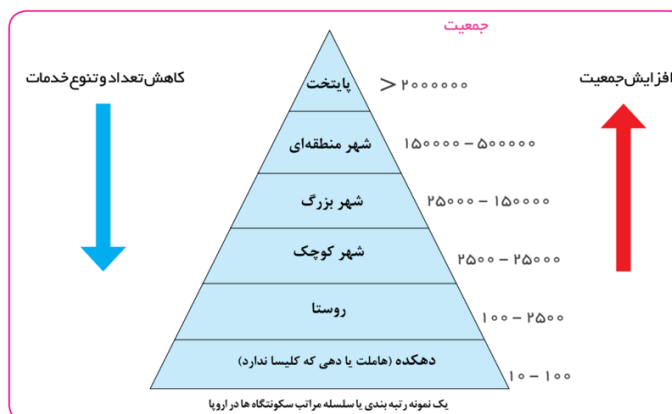 جمعیت
کاهش تعداد و تنوع خدمات
افزایش جمعیت
پایتخت
> ۲۰۰۰۰۰۰
شهر منطقه‌ای
۱۵۰۰۰۰ – ۵۰۰۰۰۰
شهر بزرگ
۲۵۰۰۰ – ۱۵۰۰۰۰
شهر کوچک
۲۵۰۰ – ۲۵۰۰۰
روستا
۱۰۰ – ۲۵۰۰
دهکده (هاملت یا دهی که کلیسا ندارد)
۱۰ – ۱۰۰
یک نمونه رتبه بندی یا سلسله مراتب سکونتگاه ها در اروپا